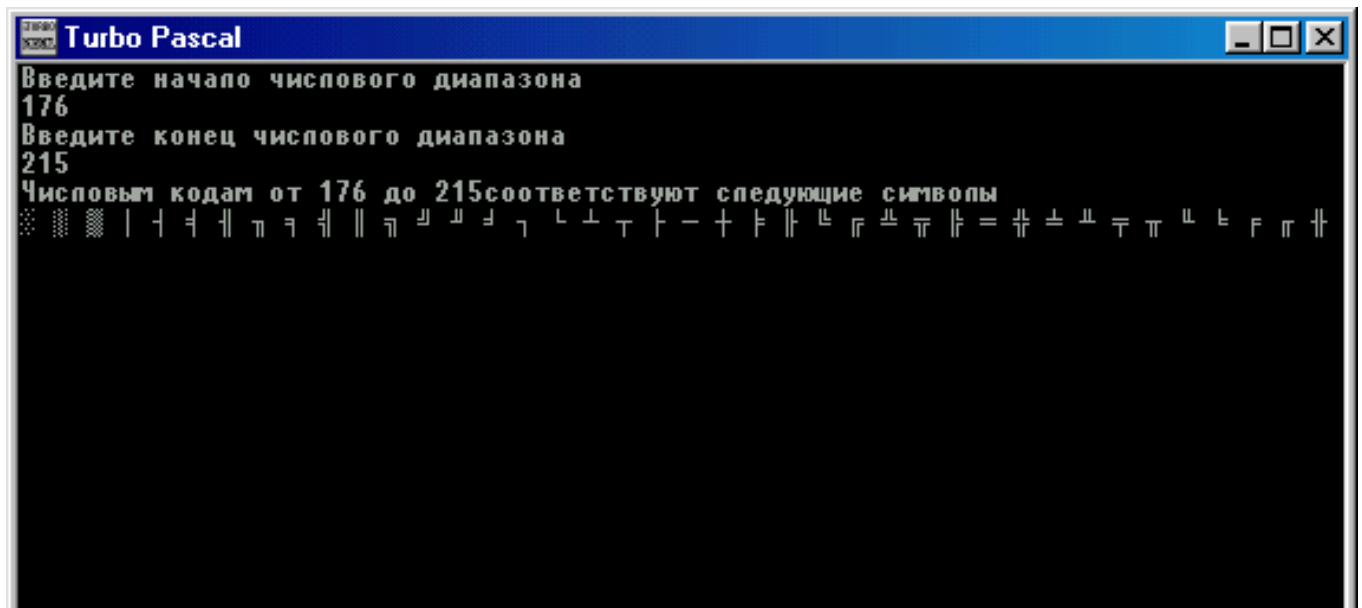 Turbo Pascal
Введите начало числового диапазона
176
Введите конец числового диапазона
215
Числовым кодам от 176 до 215соответствуют следующие символы
░ ▒ ▓ │ ┤ ╡ ╢ ╖ ╕ ╣ ║ ╗ ╝ ╜ ╛ ┐ └ ┴ ┬ ├ ─ ┼ ╞ ╟ ╚ ╔ ╩ ╦ ╠ ═ ╬ ╧ ╨ ╤ ╥ ╙ ╘ ╒ ╓ ╫